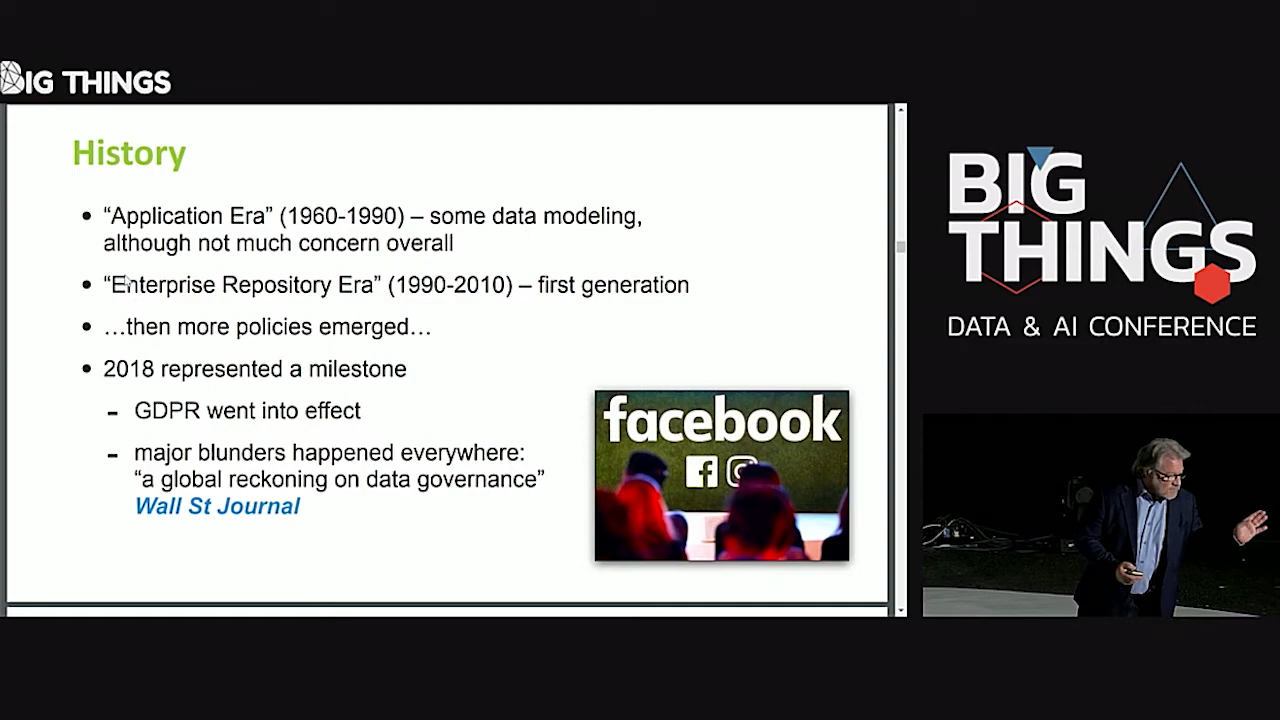 BIG THINGS
History
• “Application Era” (1960-1990) – some data modeling,
although not much concern overall
• “Enterprise Repository Era” (1990-2010) – first generation
• …then more policies emerged…
• 2018 represented a milestone
– GDPR went into effect
– major blunders happened everywhere:
“a global reckoning on data governance”
Wall St Journal
facebook
BIG
THINGS
DATA & AI CONFERENCE